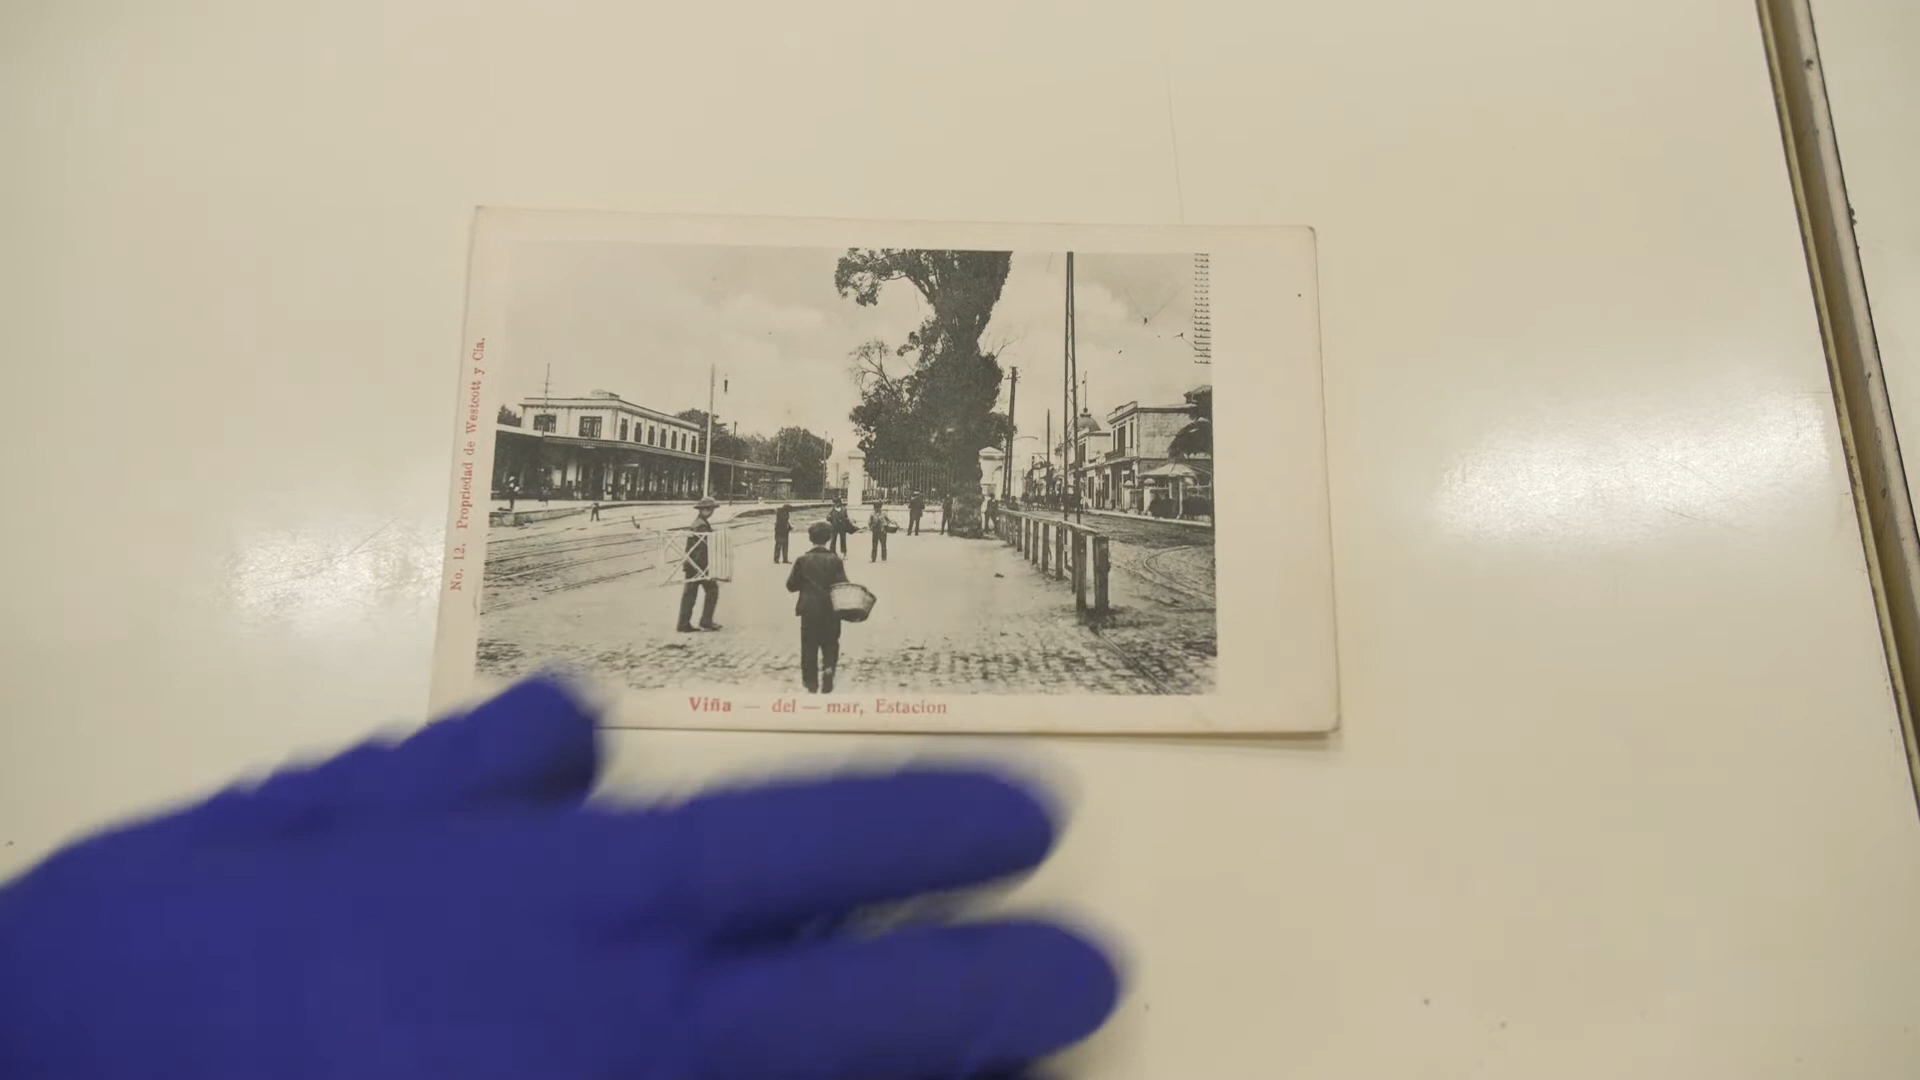 No. 12. Propriedad de Westcott y Cia.
Viña — del — mar, Estacion